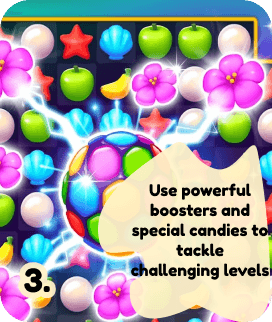 Use powerful
boosters and
special candies to
tackle
challenging levels
3.